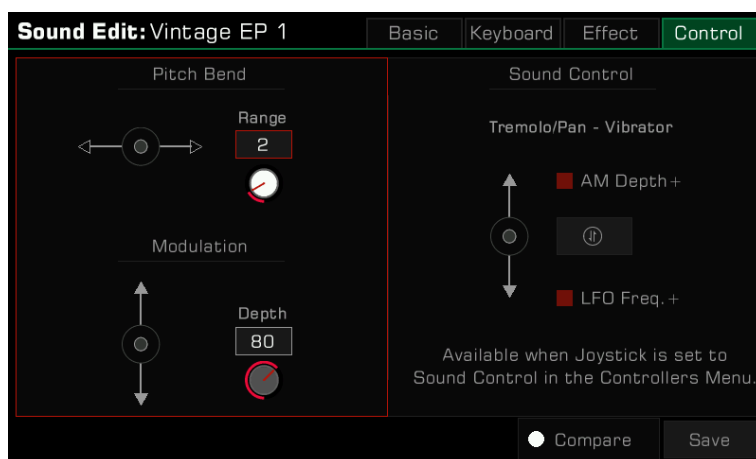 Sound Edit: Vintage EP 1
Basic
Keyboard
Effect
Control
Pitch Bend
Range
2
Modulation
Depth
80
Sound Control
Tremolo/Pan - Vibrator
AM Depth+
LFO Freq.+
Available when Joystick is set to
Sound Control in the Controllers Menu.
Compare
Save